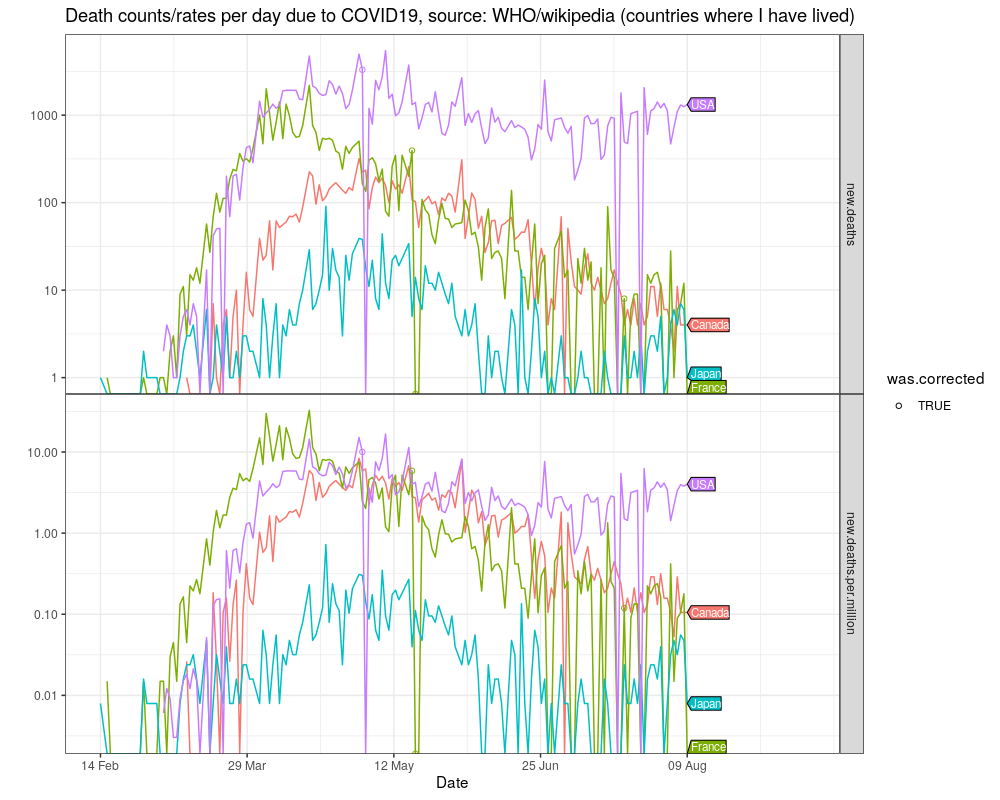 Death counts/rates per day due to COVID19, source: WHO/wikipedia (countries where I have lived)
1000
100
10
1
USA
Canada
Japan
France
new.deaths
10.00
1.00
0.10
0.01
USA
Canada
Japan
France
new.deaths.per.million
14 Feb
29 Mar
12 May
25 Jun
09 Aug
Date
was.corrected
TRUE